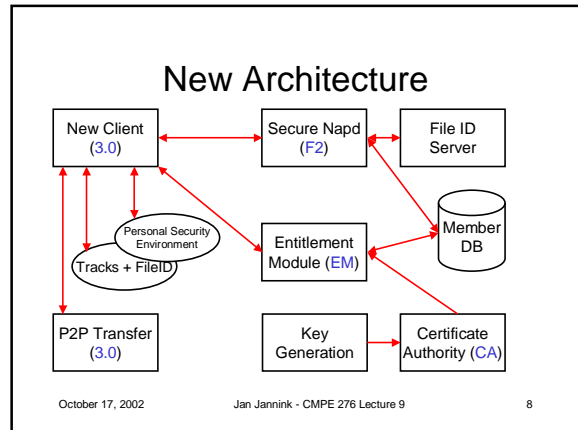 New Architecture
New Client
(3.0)
Secure Napd
(F2)
File ID
Server
Personal Security
Environment
Tracks + FileID
Entitlement
Module (EM)
Member
DB
P2P Transfer
(3.0)
Key
Generation
Certificate
Authority (CA)
October 17, 2002
Jan Jannink - CMPE 276 Lecture 9
8